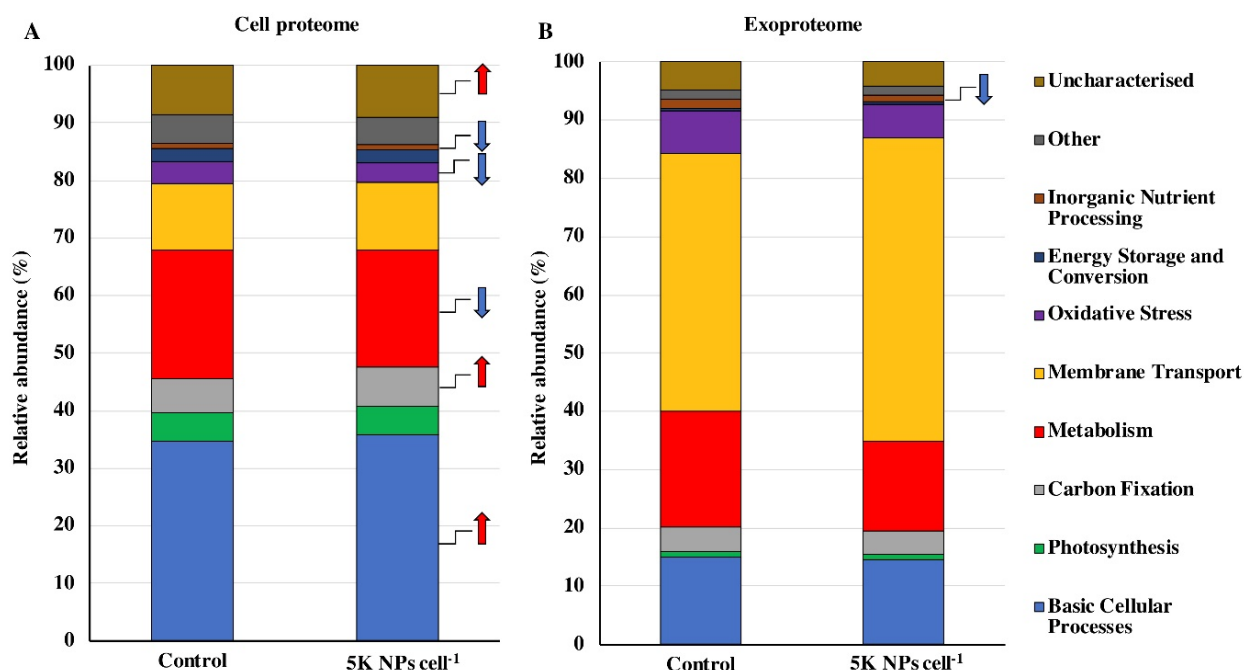 A
Cell proteome
Relative abundance (%)
100
90
80
70
60
50
40
30
20
10
0
Control
5K NPs cell⁻¹
B
Exoproteome
Relative abundance (%)
100
90
80
70
60
50
40
30
20
10
0
Control
5K NPs cell⁻¹
Uncharacterised
Other
Inorganic Nutrient
Processing
Energy Storage and
Conversion
Oxidative Stress
Membrane Transport
Metabolism
Carbon Fixation
Photosynthesis
Basic Cellular
Processes